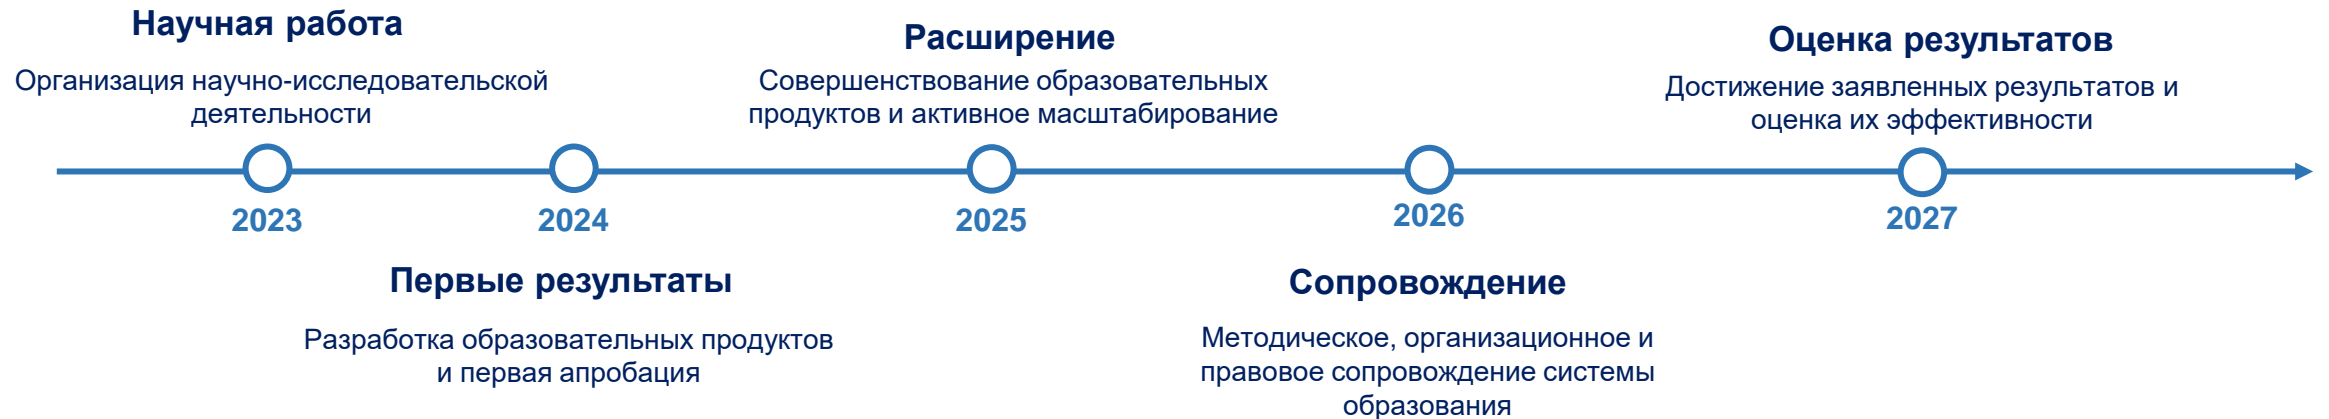 Научная работа
Организация научно-исследовательской
деятельности
2023
Первые результаты
Разработка образовательных продуктов
и первая апробация
2024
Расширение
Совершенствование образовательных
продуктов и активное масштабирование
2025
Сопровождение
Методическое, организационное и
правовое сопровождение системы
образования
2026
Оценка результатов
Достижение заявленных результатов и
оценка их эффективности
2027